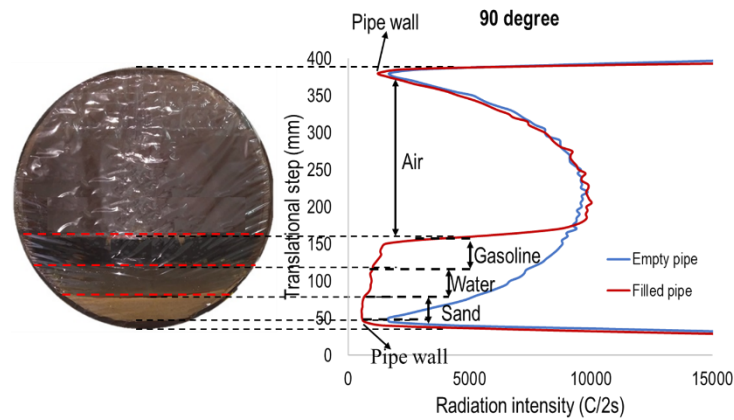 90 degree
Pipe wall
400
350
300
250
200
150
100
50
0
Translational step (mm)
Air
Gasoline
Water
Sand
Pipe wall
Empty pipe
Filled pipe
0 5000 10000 15000
Radiation intensity (C/2s)